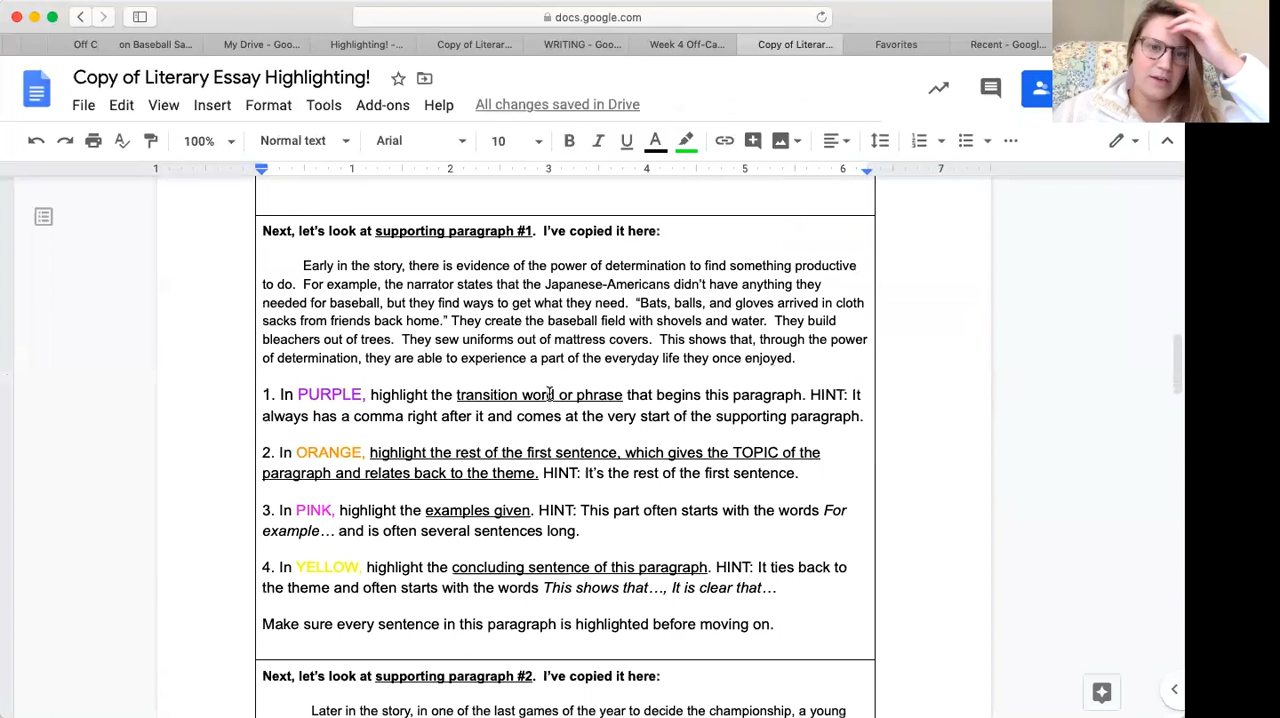 docs.google.com
Off C
on Baseball Sa...
My Drive - Goo...
Highlighting! -...
Copy of Literar...
WRITING - Goo...
Week 4 Off-Ca...
Copy of Literar...
Favorites
Recent - Googl...
Copy of Literary Essay Highlighting!
File Edit View Insert Format Tools Add-ons Help All changes saved in Drive
100% Normal text Arial 10 B I U A
1 1 2 3 4 5 6 7
Next, let's look at supporting paragraph #1. I've copied it here:
Early in the story, there is evidence of the power of determination to find something productive
to do. For example, the narrator states that the Japanese-Americans didn't have anything they
needed for baseball, but they find ways to get what they need. "Bats, balls, and gloves arrived in cloth
sacks from friends back home." They create the baseball field with shovels and water. They build
bleachers out of trees. They sew uniforms out of mattress covers. This shows that, through the power
of determination, they are able to experience a part of the everyday life they once enjoyed.
1. In PURPLE, highlight the transition word or phrase that begins this paragraph. HINT: It
always has a comma right after it and comes at the very start of the supporting paragraph.
2. In ORANGE, highlight the rest of the first sentence, which gives the TOPIC of the
paragraph and relates back to the theme. HINT: It's the rest of the first sentence.
3. In PINK, highlight the examples given. HINT: This part often starts with the words For
example… and is often several sentences long.
4. In YELLOW, highlight the concluding sentence of this paragraph. HINT: It ties back to
the theme and often starts with the words This shows that…, It is clear that…
Make sure every sentence in this paragraph is highlighted before moving on.
Next, let's look at supporting paragraph #2. I've copied it here:
Later in the story, in one of the last games of the year to decide the championship, a young